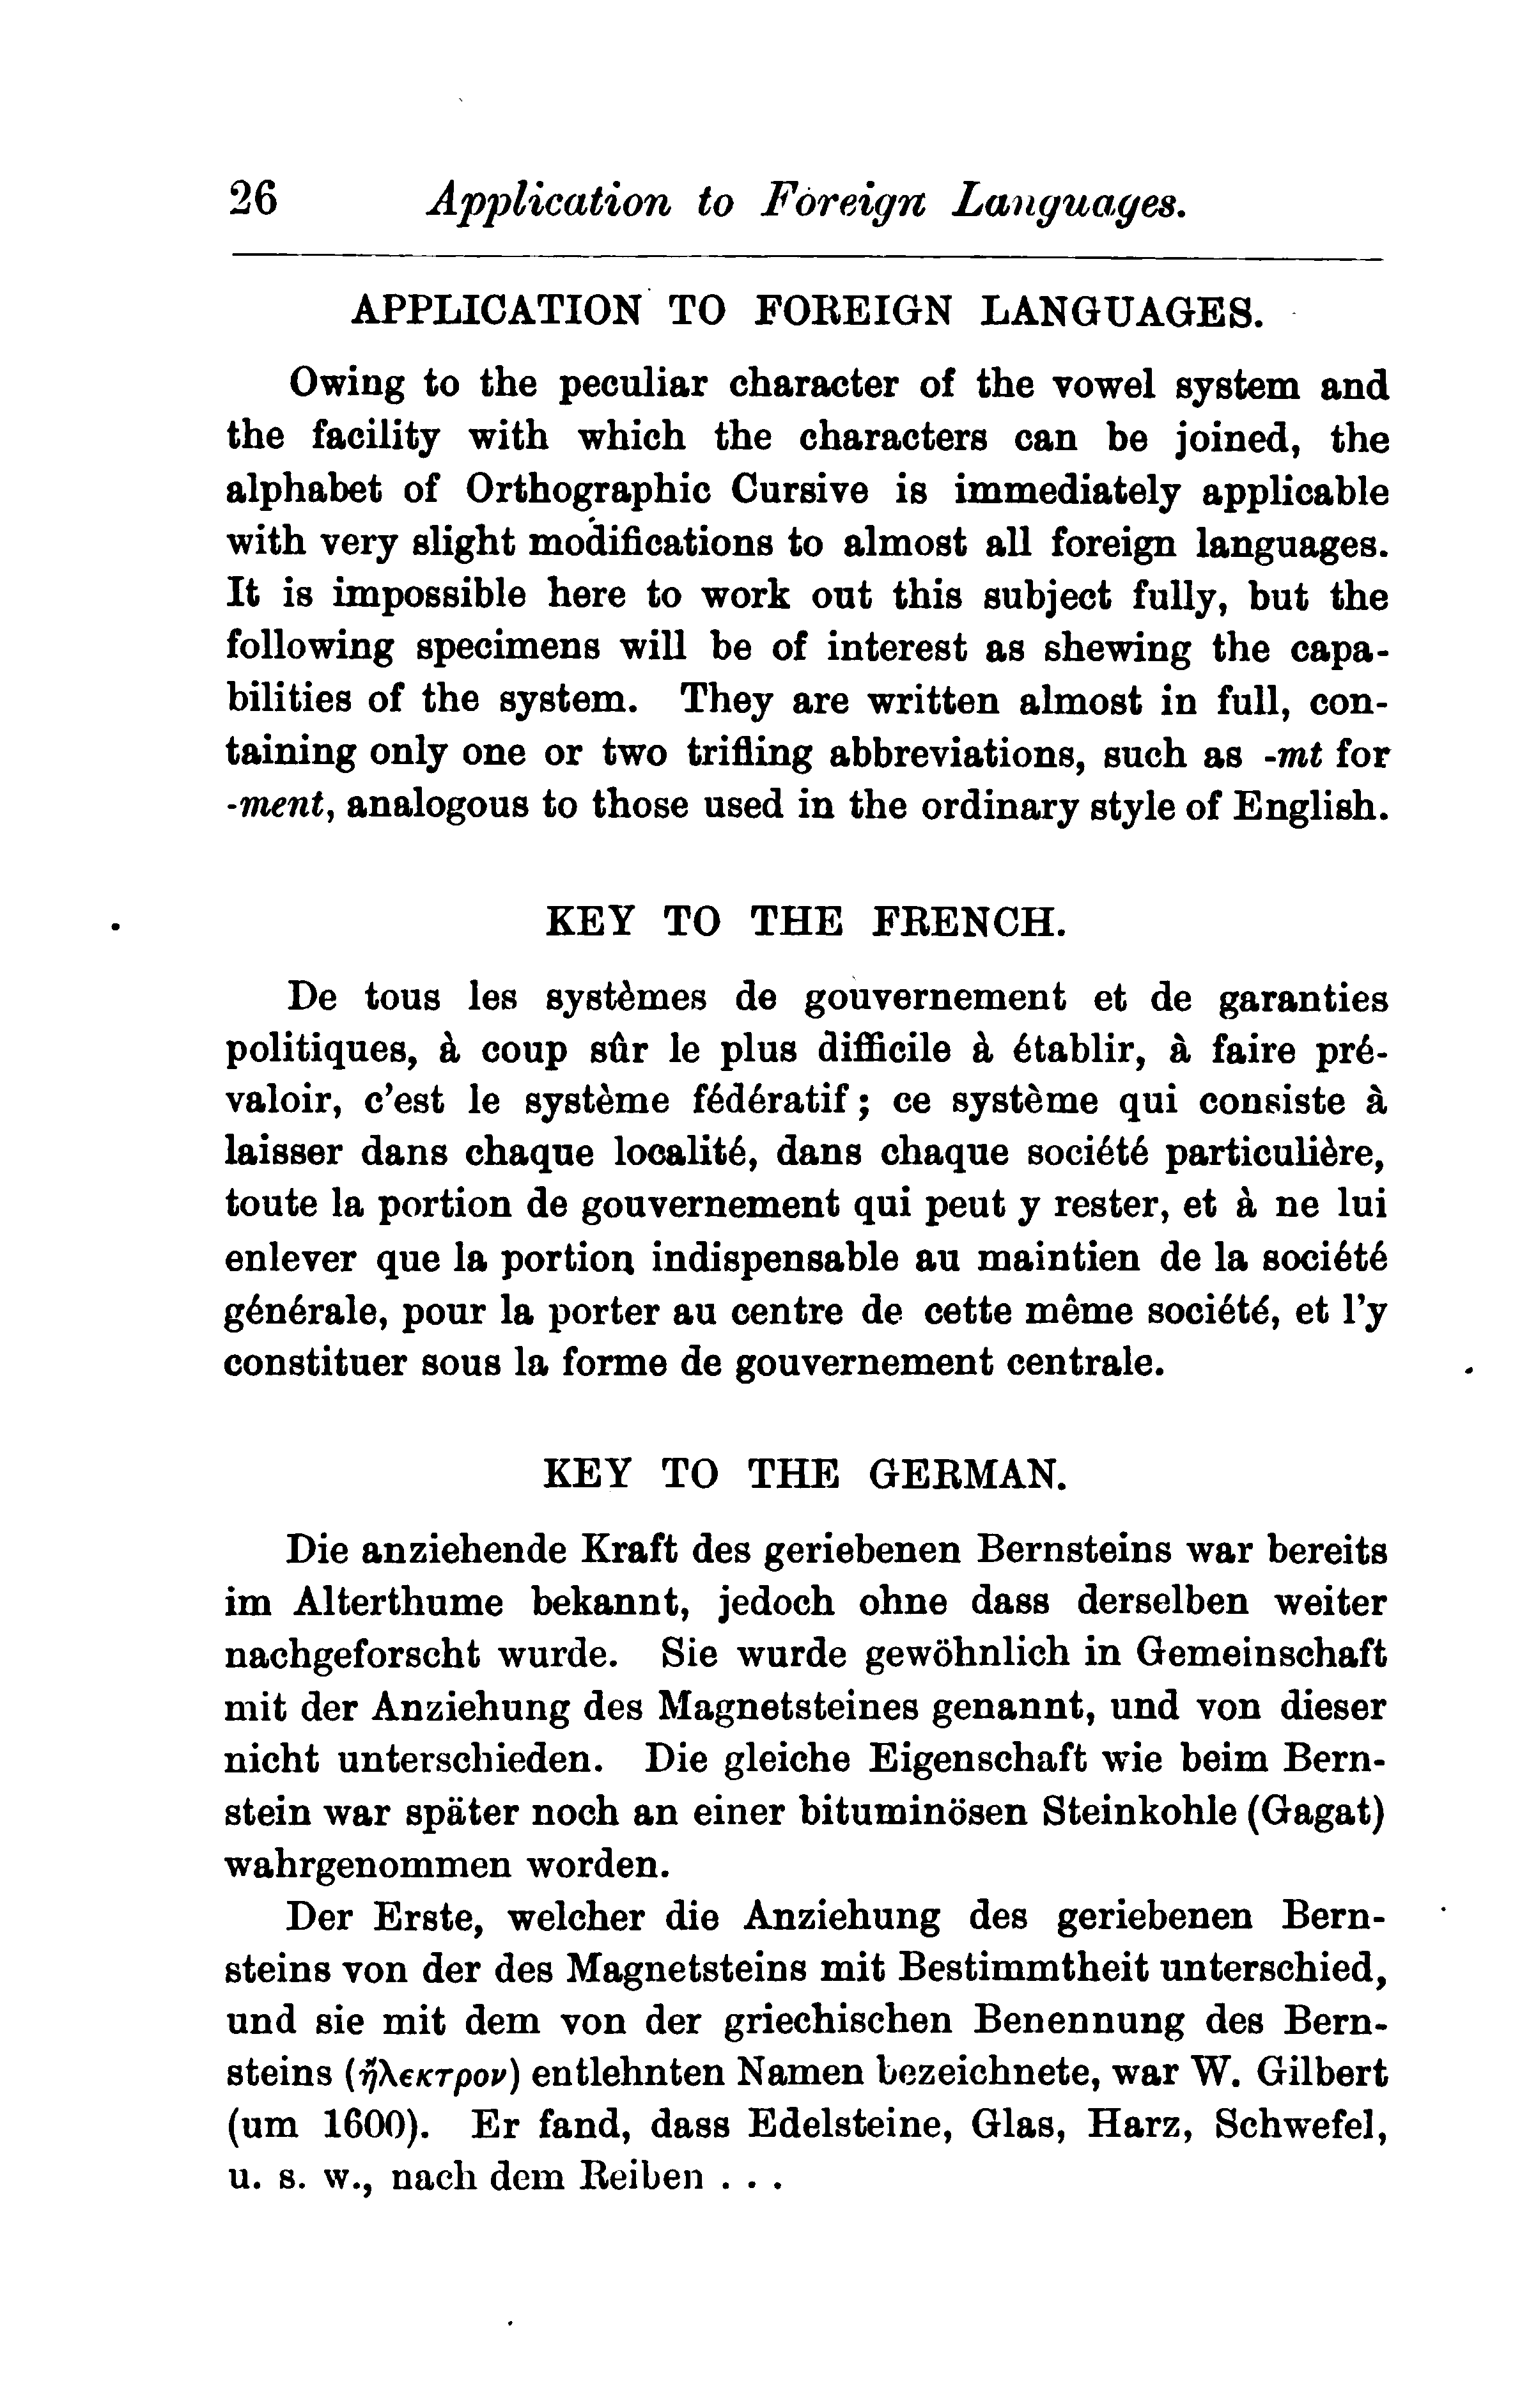 26 Application to Foreign Languages.
APPLICATION TO FOREIGN LANGUAGES.
Owing to the peculiar character of the vowel system and
the facility with which the characters can be joined, the
alphabet of Orthographic Cursive is immediately applicable
with very slight modifications to almost all foreign languages.
It is impossible here to work out this subject fully, but the
following specimens will be of interest as shewing the capa-
bilities of the system. They are written almost in full, con-
taining only one or two trifling abbreviations, such as -mt for
-ment, analogous to those used in the ordinary style of English.
KEY TO THE FRENCH.
De tous les systèmes de gouvernement et de garanties
politiques, à coup sûr le plus difficile à établir, à faire pré-
valoir, c'est le système fédératif; ce système qui consiste à
laisser dans chaque localité, dans chaque société particulière,
toute la portion de gouvernement qui peut y rester, et à ne lui
enlever que la portion indispensable au maintien de la société
générale, pour la porter au centre de cette même société, et l'y
constituer sous la forme de gouvernement centrale.
KEY TO THE GERMAN.
Die anziehende Kraft des geriebenen Bernsteins war bereits
im Alterthume bekannt, jedoch ohne dass derselben weiter
nachgeforscht wurde. Sie wurde gewöhnlich in Gemeinschaft
mit der Anziehung des Magnetsteines genannt, und von dieser
nicht unterschieden. Die gleiche Eigenschaft wie beim Bern-
stein war später noch an einer bituminösen Steinkohle (Gagat)
wahrgenommen worden.
Der Erste, welcher die Anziehung des geriebenen Bern-
steins von der des Magnetsteins mit Bestimmtheit unterschied,
und sie mit dem von der griechischen Benennung des Bern-
steins (ἤλεκτρον) entlehnten Namen bezeichnete, war W. Gilbert
(um 1600). Er fand, dass Edelsteine, Glas, Harz, Schwefel,
u. s. w., nach dem Reiben . . .